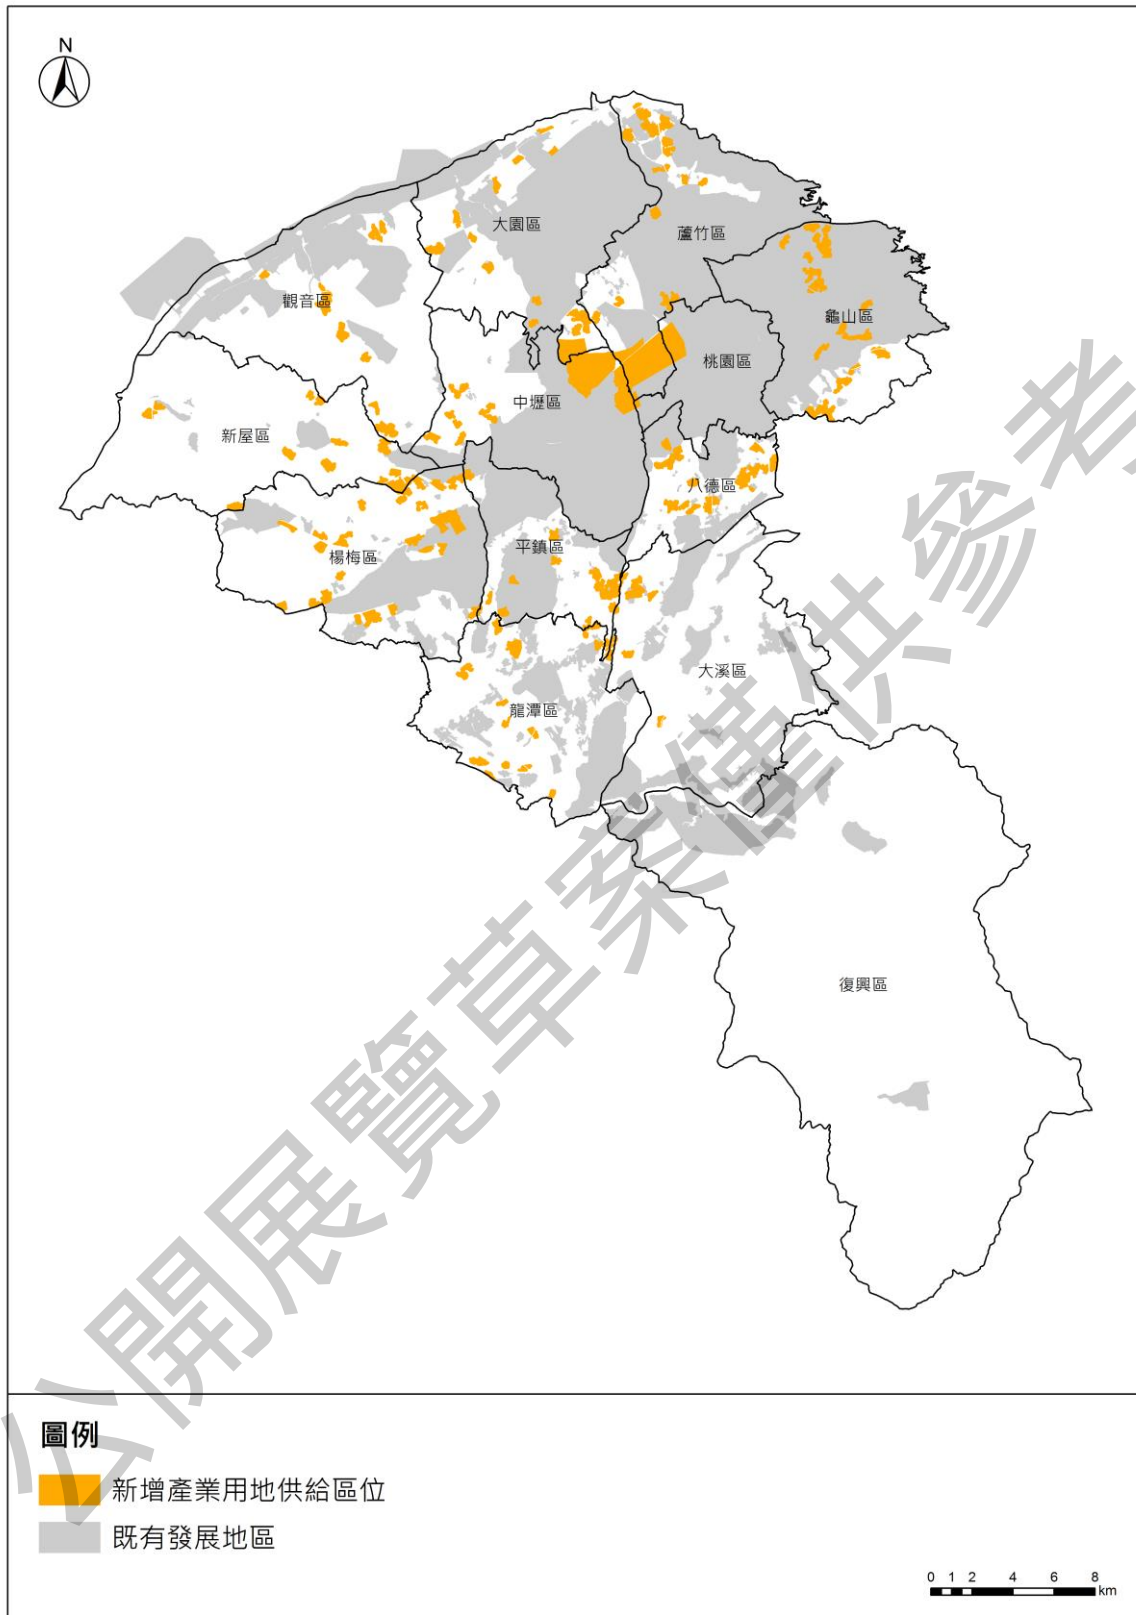 N
大園區
蘆竹區
觀音區
龜山區
桃園區
中壢區
新屋區
八德區
平鎮區
楊梅區
大溪區
龍潭區
復興區
公開展覽草案僅供參考
圖例
新增產業用地供給區位
既有發展地區
0 1 2 4 6 8
km